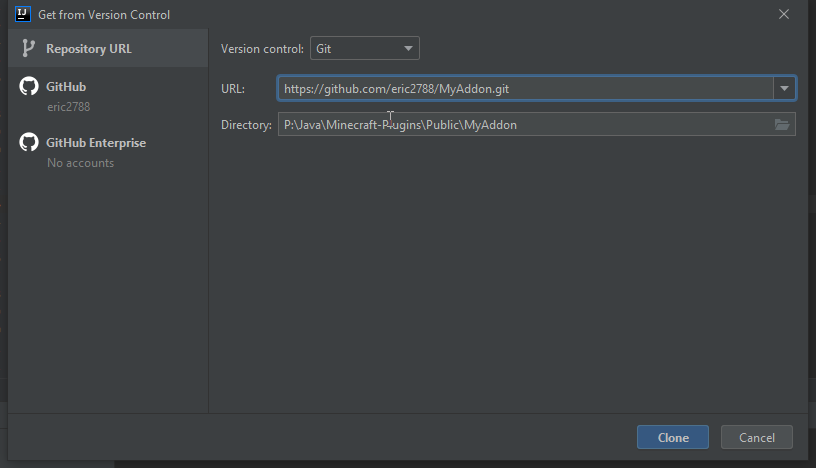 IJ Get from Version Control
Repository URL
GitHub
eric2788
GitHub Enterprise
No accounts
Version control: Git
URL: https://github.com/eric2788/MyAddon.git
Directory: P:\Java\Minecraft-Plugins\Public\MyAddon
Clone Cancel